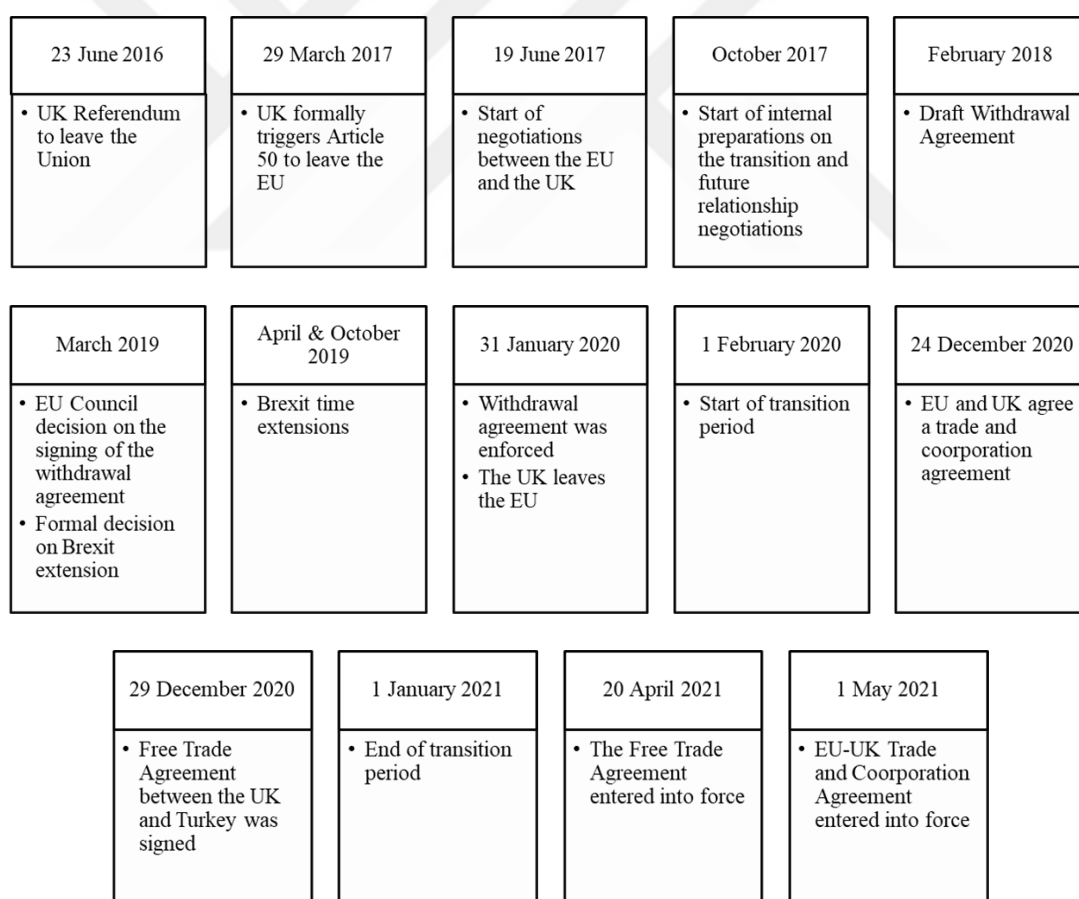 23 June 2016
• UK Referendum
to leave the
Union
29 March 2017
• UK formally
triggers Article
50 to leave the
EU
19 June 2017
• Start of
negotiations
between the EU
and the UK
October 2017
• Start of internal
preparations on
the transition and
future
relationship
negotiations
February 2018
• Draft Withdrawal
Agreement
March 2019
• EU Council
decision on the
signing of the
withdrawal
agreement
• Formal decision
on Brexit
extension
April & October
2019
• Brexit time
extensions
31 January 2020
• Withdrawal
agreement was
enforced
• The UK leaves
the EU
1 February 2020
• Start of transition
period
24 December 2020
• EU and UK agree
a trade and
coorporation
agreement
29 December 2020
• Free Trade
Agreement
between the UK
and Turkey was
signed
1 January 2021
• End of transition
period
20 April 2021
• The Free Trade
Agreement
entered into force
1 May 2021
• EU-UK Trade
and Coorporation
Agreement
entered into force